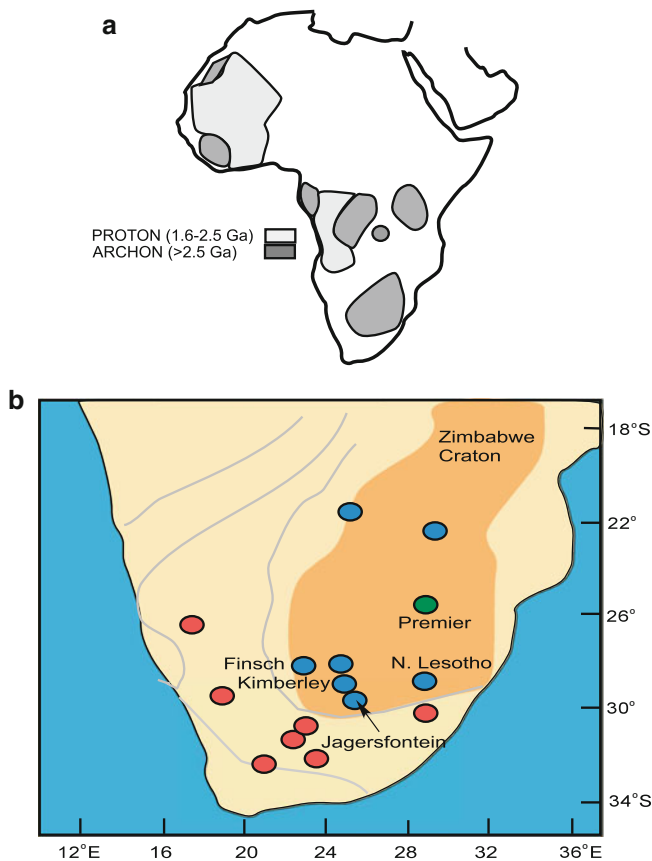 a
PROTON (1.6-2.5 Ga)
ARCHON (>2.5 Ga)
b
Zimbabwe
Craton
18°S
22°
Premier
26°
Finsch
N. Lesotho
Kimberley
30°
Jagersfontein
34°S
12°E 16 20 24 28 32 36°E